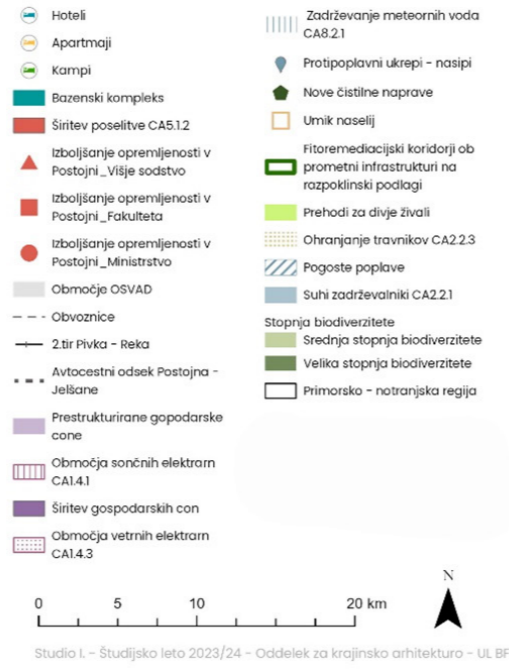 Hoteli
Apartmaji
Kampi
Bazenski kompleks
Širitev poselitve CA5.1.2
Izboljšanje opremljenosti v
Postojni_Višje sodstvo
Izboljšanje opremljenosti v
Postojni_Fakulteta
Izboljšanje opremljenosti v
Postojni_Ministrstvo
Območje OSVAD
Obvoznice
2.tir Pivka - Reka
Avtocestni odsek Postojna -
Jelšane
Prestrukturirane gopodarske
cone
Območja sončnih elektrarn
CA1.4.1
Širitev gospodarskih con
Območja vetrnih elektrarn
CA1.4.3
Zadrževanje meteornih voda
CA8.2.1
Protipoplavni ukrepi - nasipi
Nove čistilne naprave
Umik naselij
Fitoremediacijski koridorji ob
prometni infrastrukturi na
razpoklinski podlagi
Prehodi za divje živali
Ohranjanje travnikov CA2.2.3
Pogoste poplave
Suhi zadrževalniki CA2.2.1
Stopnja biodiverzitete
Srednja stopnja biodiverzitete
Velika stopnja biodiverzitete
Primorsko - notranjska regija
0 5 10 20 km
N
Studio I. - Študijsko leto 2023/24 - Oddelek za krajinsko arhitekturo - UL BF